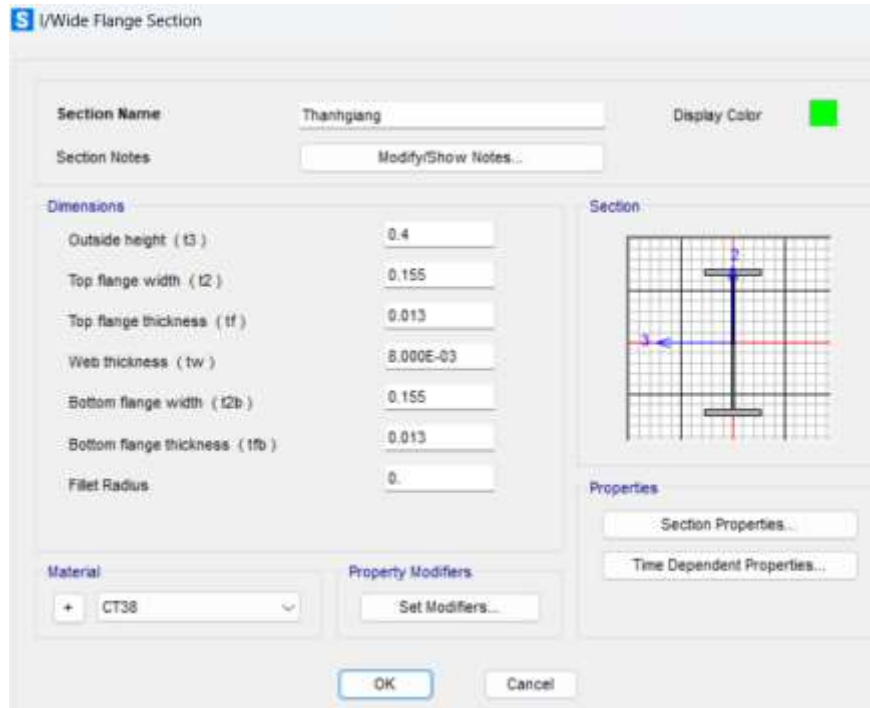 S I/Wide Flange Section
Section Name Thanhgiang Display Color
Section Notes Modify/Show Notes...
Dimensions
Outside height ( t3 ) 0.4
Top flange width ( t2 ) 0.155
Top flange thickness ( tf ) 0.013
Web thickness ( tw ) 8.000E-03
Bottom flange width ( t2b ) 0.155
Bottom flange thickness ( tfb ) 0.013
Fillet Radius 0.
Section
2
3
Properties
Section Properties...
Time Dependent Properties...
Material
+ CT38
Property Modifiers
Set Modifiers...
OK Cancel